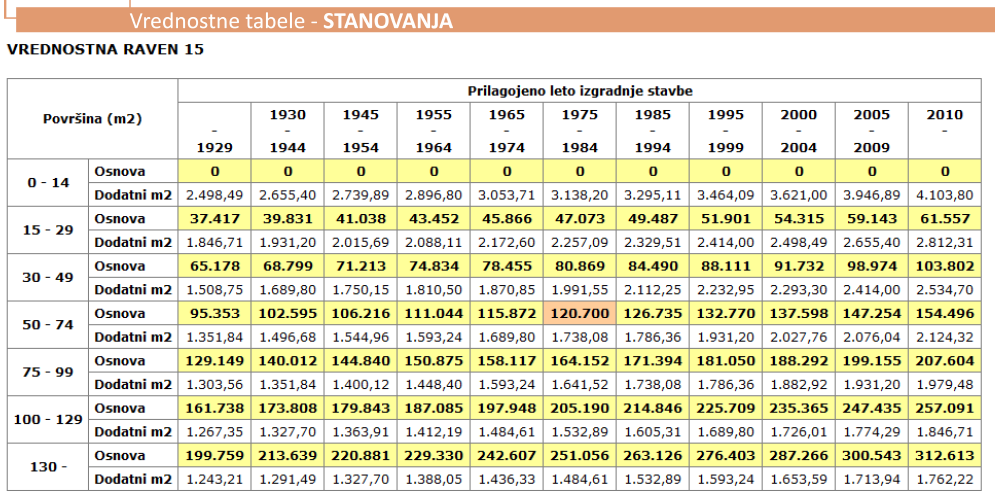 Vrednostne tabele - STANOVANJA
VREDNOSTNA RAVEN 15
Površina (m2) Prilagojeno leto izgradnje stavbe
- 1929 1930 - 1944 1945 - 1954 1955 - 1964 1965 - 1974 1975 - 1984 1985 - 1994 1995 - 1999 2000 - 2004 2005 - 2009 2010 -
0 - 14 Osnova 0 0 0 0 0 0 0 0 0 0 0
Dodatni m2 2.498,49 2.655,40 2.739,89 2.896,80 3.053,71 3.138,20 3.295,11 3.464,09 3.621,00 3.946,89 4.103,80
15 - 29 Osnova 37.417 39.831 41.038 43.452 45.866 47.073 49.487 51.901 54.315 59.143 61.557
Dodatni m2 1.846,71 1.931,20 2.015,69 2.088,11 2.172,60 2.257,09 2.329,51 2.414,00 2.498,49 2.655,40 2.812,31
30 - 49 Osnova 65.178 68.799 71.213 74.834 78.455 80.869 84.490 88.111 91.732 98.974 103.802
Dodatni m2 1.508,75 1.689,80 1.750,15 1.810,50 1.870,85 1.991,55 2.112,25 2.232,95 2.293,30 2.414,00 2.534,70
50 - 74 Osnova 95.353 102.595 106.216 111.044 115.872 120.700 126.735 132.770 137.598 147.254 154.496
Dodatni m2 1.351,84 1.496,68 1.544,96 1.593,24 1.689,80 1.738,08 1.786,36 1.931,20 2.027,76 2.076,04 2.124,32
75 - 99 Osnova 129.149 140.012 144.840 150.875 158.117 164.152 171.394 181.050 188.292 199.155 207.604
Dodatni m2 1.303,56 1.351,84 1.400,12 1.448,40 1.593,24 1.641,52 1.738,08 1.786,36 1.882,92 1.931,20 1.979,48
100 - 129 Osnova 161.738 173.808 179.843 187.085 197.948 205.190 214.846 225.709 235.365 247.435 257.091
Dodatni m2 1.267,35 1.327,70 1.363,91 1.412,19 1.484,61 1.532,89 1.605,31 1.689,80 1.726,01 1.774,29 1.846,71
130 - Osnova 199.759 213.639 220.881 229.330 242.607 251.056 263.126 276.403 287.266 300.543 312.613
Dodatni m2 1.243,21 1.291,49 1.327,70 1.388,05 1.436,33 1.484,61 1.532,89 1.593,24 1.653,59 1.713,94 1.762,22